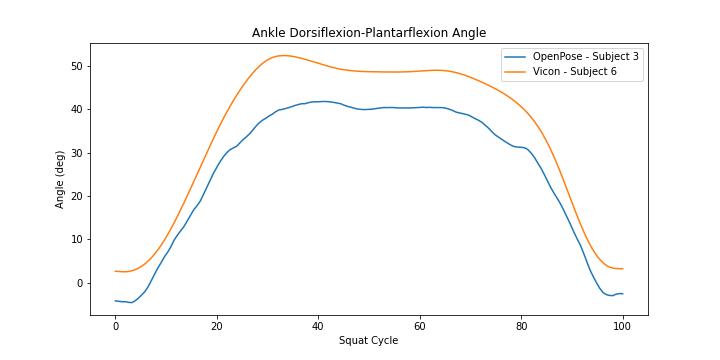 Ankle Dorsiflexion-Plantarflexion Angle
OpenPose - Subject 3
Vicon - Subject 6
Angle (deg)
50
40
30
20
10
0
0 20 40 60 80 100
Squat Cycle